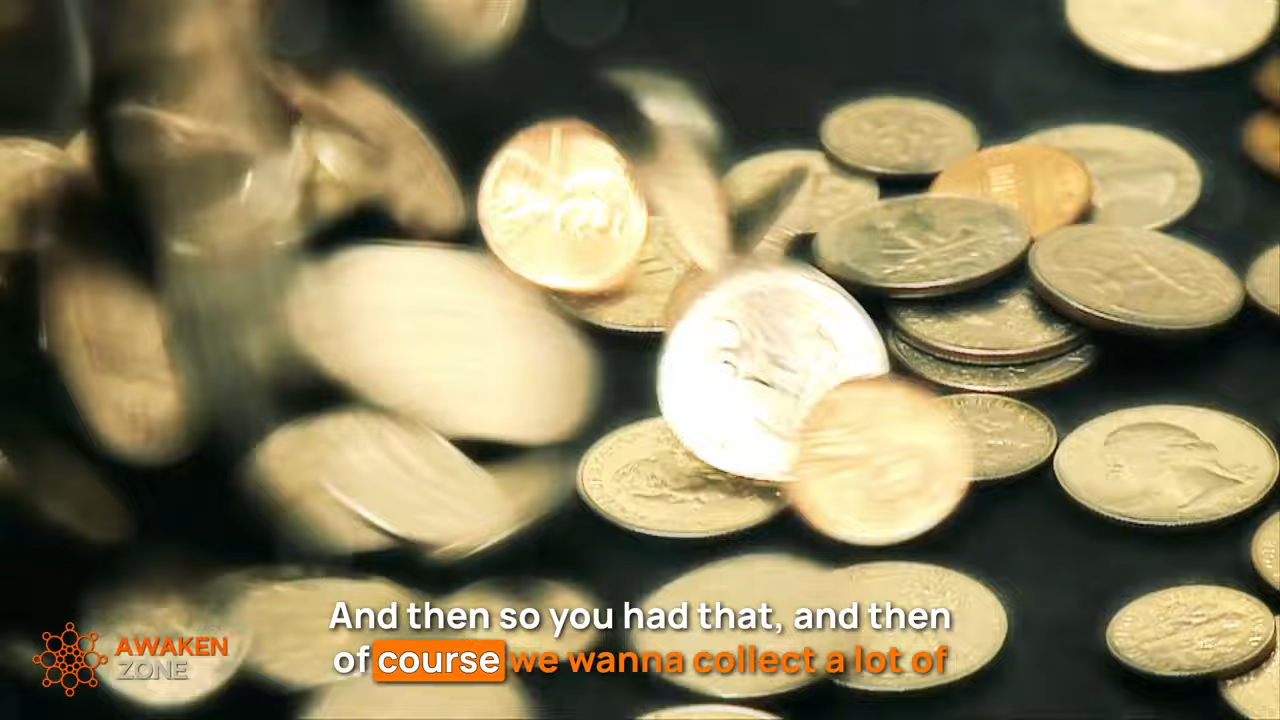 And then so you had that, and then
of course we wanna collect a lot of
AWAKEN
ZONE